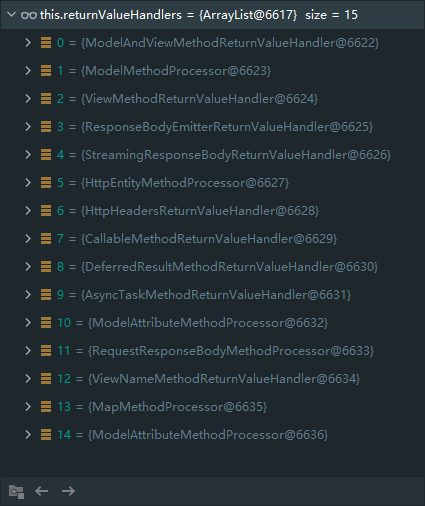 this.returnValueHandlers = {ArrayList@6617} size = 15
0 = {ModelAndViewMethodReturnValueHandler@6622}
1 = {ModelMethodProcessor@6623}
2 = {ViewMethodReturnValueHandler@6624}
3 = {ResponseBodyEmitterReturnValueHandler@6625}
4 = {StreamingResponseBodyReturnValueHandler@6626}
5 = {HttpEntityMethodProcessor@6627}
6 = {HttpHeadersReturnValueHandler@6628}
7 = {CallableMethodReturnValueHandler@6629}
8 = {DeferredResultMethodReturnValueHandler@6630}
9 = {AsyncTaskMethodReturnValueHandler@6631}
10 = {ModelAttributeMethodProcessor@6632}
11 = {RequestResponseBodyMethodProcessor@6633}
12 = {ViewNameMethodReturnValueHandler@6634}
13 = {MapMethodProcessor@6635}
14 = {ModelAttributeMethodProcessor@6636}